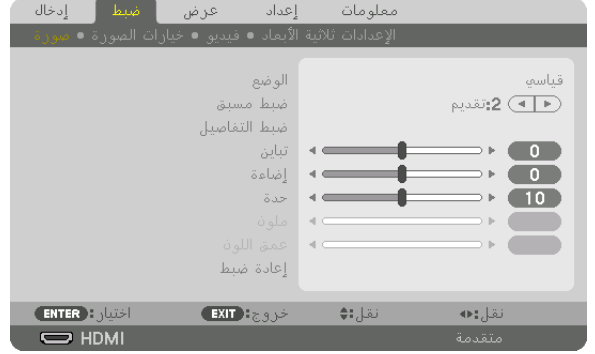 إدخال ضبط عرض إعداد معلومات
صورة • خيارات الصورة • فيديو • الإعدادات ثلاثية الأبعاد
الوضع قياسي
ضبط مسبق 2:تقديم
ضبط التفاصيل
تباين 0
إضاءة 0
حدة 10
ملون
عمق اللون
إعادة ضبط
ENTER :اختيار EXIT :خروج نقل: نقل:
HDMI متقدمة